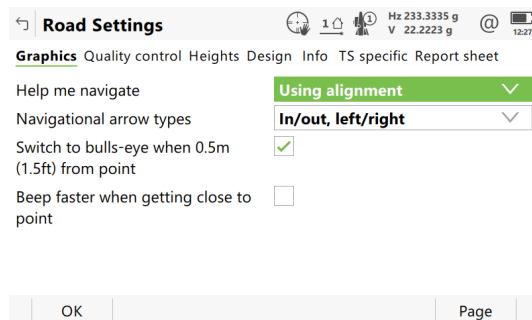 Road Settings
1
1
Hz 233.3335 g
V 22.2223 g
@
12:27
Graphics Quality control Heights Design Info TS specific Report sheet
Help me navigate
Using alignment
Navigational arrow types
In/out, left/right
Switch to bulls-eye when 0.5m
(1.5ft) from point
Beep faster when getting close to
point
OK
Page